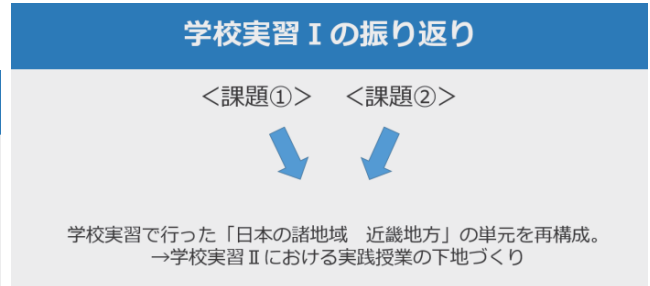 学校実習Ⅰの振り返り
＜課題①＞　＜課題②＞
学校実習で行った「日本の諸地域　近畿地方」の単元を再構成。
→学校実習Ⅱにおける実践授業の下地づくり